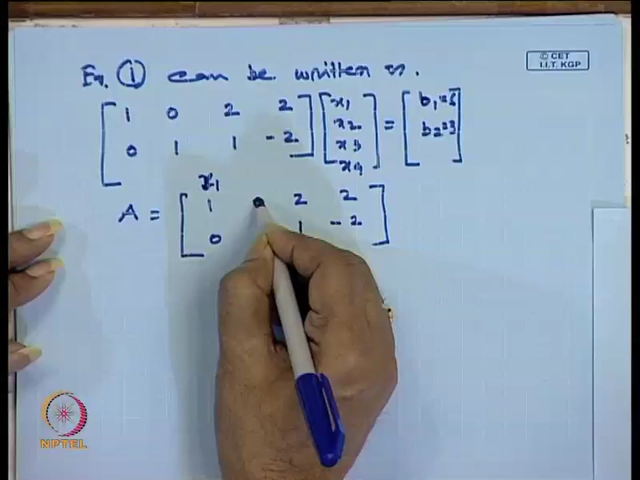 © CET
I.I.T. KGP
Eq. ① can be written as.
[1 0 2 2] [x1] = [b1=6]
[0 1 1 -2] [x2] [b2=3]
x3
x4
x1
A = [1 0 2 2]
[0 1 -2]
NPTEL